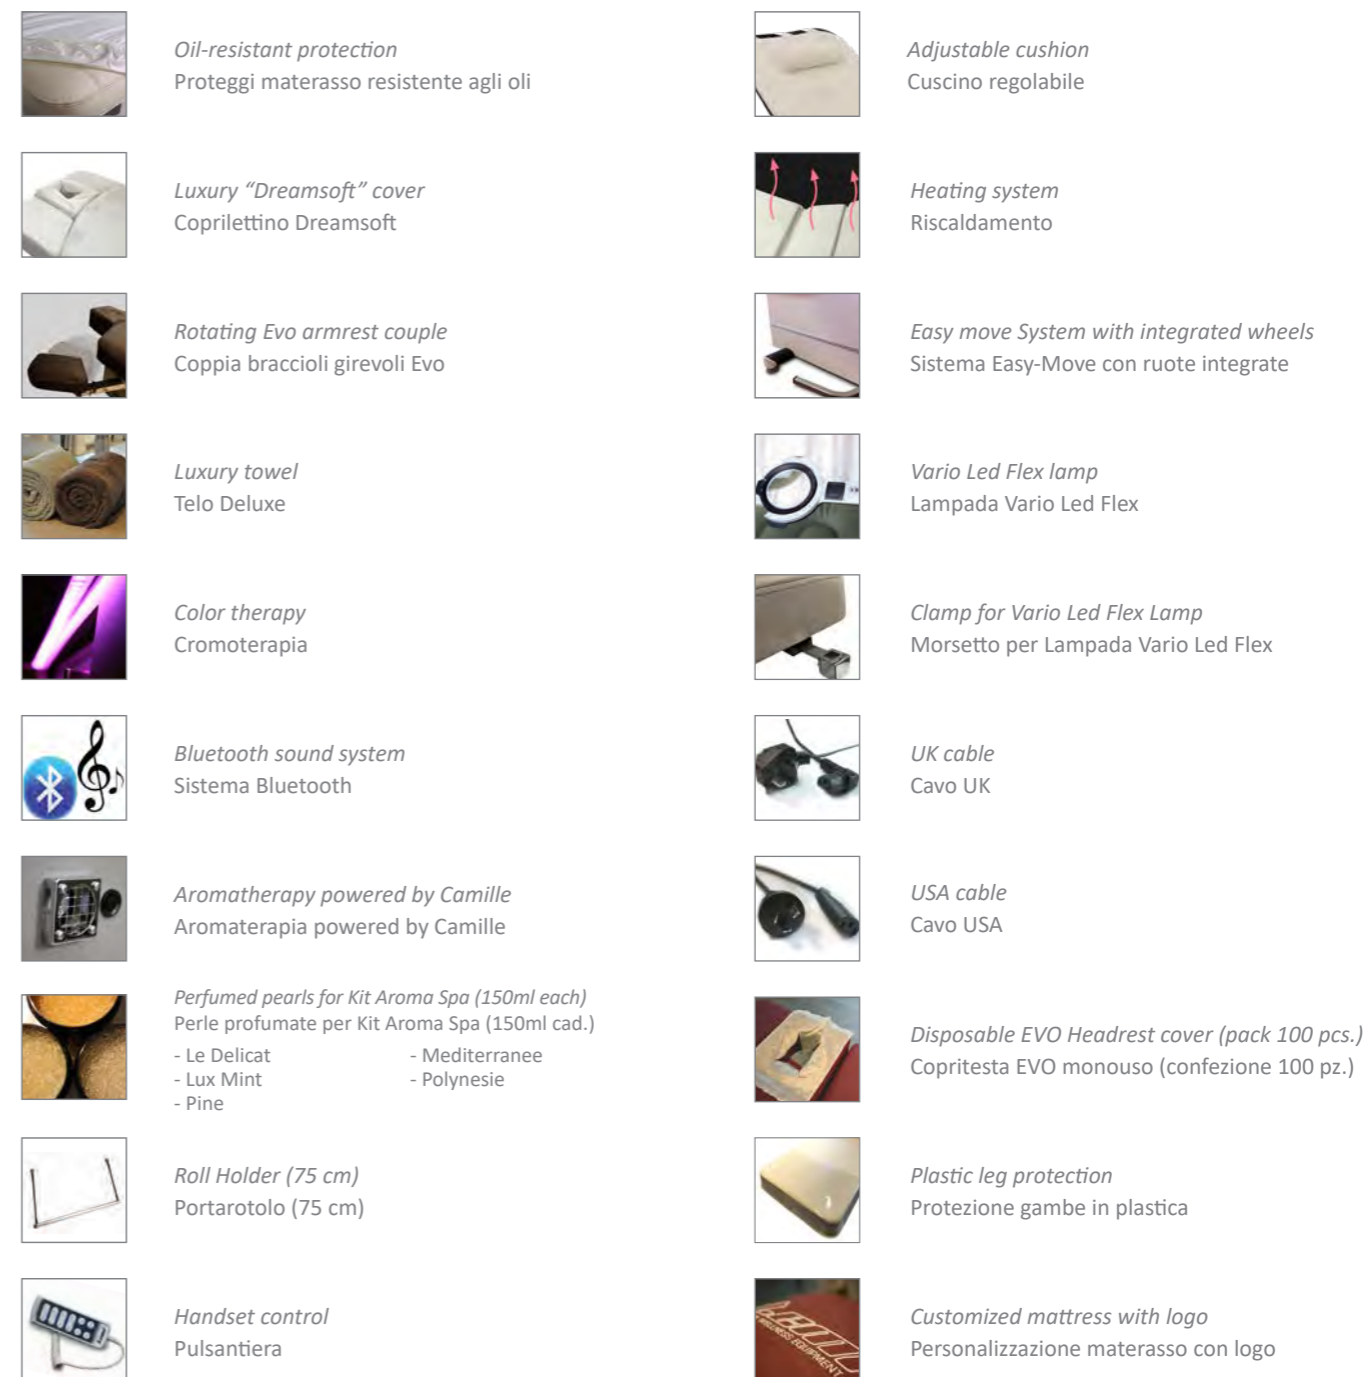 Oil-resistant protection
Proteggi materasso resistente agli oli
Luxury “Dreamsoft” cover
Coprilettino Dreamsoft
Rotating Evo armrest couple
Coppia braccioli girevoli Evo
Luxury towel
Telo Deluxe
Color therapy
Cromoterapia
Bluetooth sound system
Sistema Bluetooth
Aromatherapy powered by Camille
Aromaterapia powered by Camille
Perfumed pearls for Kit Aroma Spa (150ml each)
Perle profumate per Kit Aroma Spa (150ml cad.)
- Le Delicat
- Lux Mint
- Pine
- Mediterranee
- Polynesie
Roll Holder (75 cm)
Portarotolo (75 cm)
Handset control
Pulsantiera
Adjustable cushion
Cuscino regolabile
Heating system
Riscaldamento
Easy move System with integrated wheels
Sistema Easy-Move con ruote integrate
Vario Led Flex lamp
Lampada Vario Led Flex
Clamp for Vario Led Flex Lamp
Morsetto per Lampada Vario Led Flex
UK cable
Cavo UK
USA cable
Cavo USA
Disposable EVO Headrest cover (pack 100 pcs.)
Copritesta EVO monouso (confezione 100 pz.)
Plastic leg protection
Protezione gambe in plastica
Customized mattress with logo
Personalizzazione materasso con logo
WELLNESS EQUIPMENT